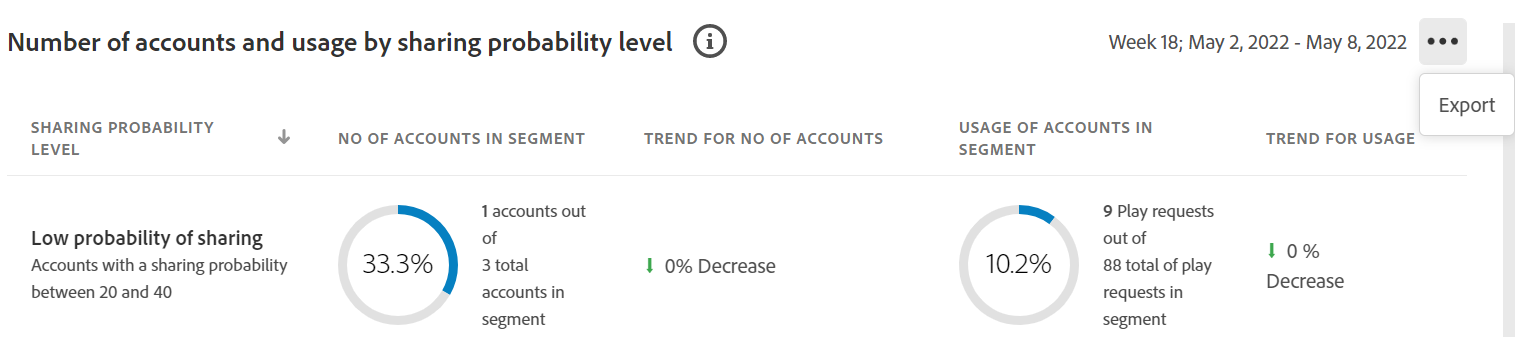 Number of accounts and usage by sharing probability level
Week 18; May 2, 2022 - May 8, 2022
Export
SHARING PROBABILITY
LEVEL
NO OF ACCOUNTS IN SEGMENT
TREND FOR NO OF ACCOUNTS
USAGE OF ACCOUNTS IN
SEGMENT
TREND FOR USAGE
Low probability of sharing
Accounts with a sharing probability
between 20 and 40
33.3%
1 accounts out
of
3 total
accounts in
segment
0% Decrease
10.2%
9 Play requests
out of
88 total of play
requests in
segment
0 %
Decrease